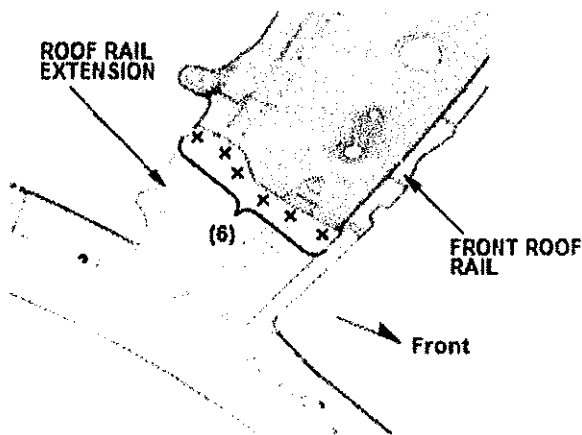 ROOF RAIL
EXTENSION
(6)
FRONT ROOF
RAIL
Front